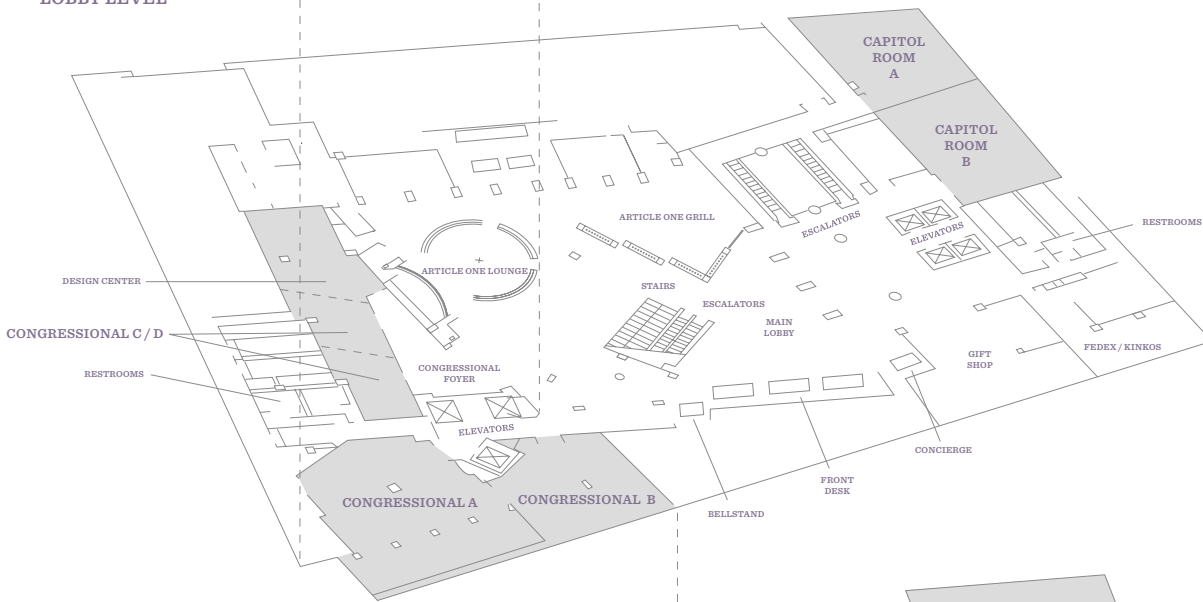 LOBBY LEVEL
CAPITOL
ROOM
A
CAPITOL
ROOM
B
ARTICLE ONE GRILL
ESCALATORS
ELEVATORS
RESTROOMS
ARTICLE ONE LOUNGE
DESIGN CENTER
STAIRS
ESCALATORS
MAIN
LOBBY
CONGRESSIONAL C / D
GIFT
SHOP
FEDEX / KINKOS
RESTROOMS
CONGRESSIONAL
FOYER
ELEVATORS
CONCIERGE
FRONT
DESK
CONGRESSIONAL A
CONGRESSIONAL B
BELLSTAND